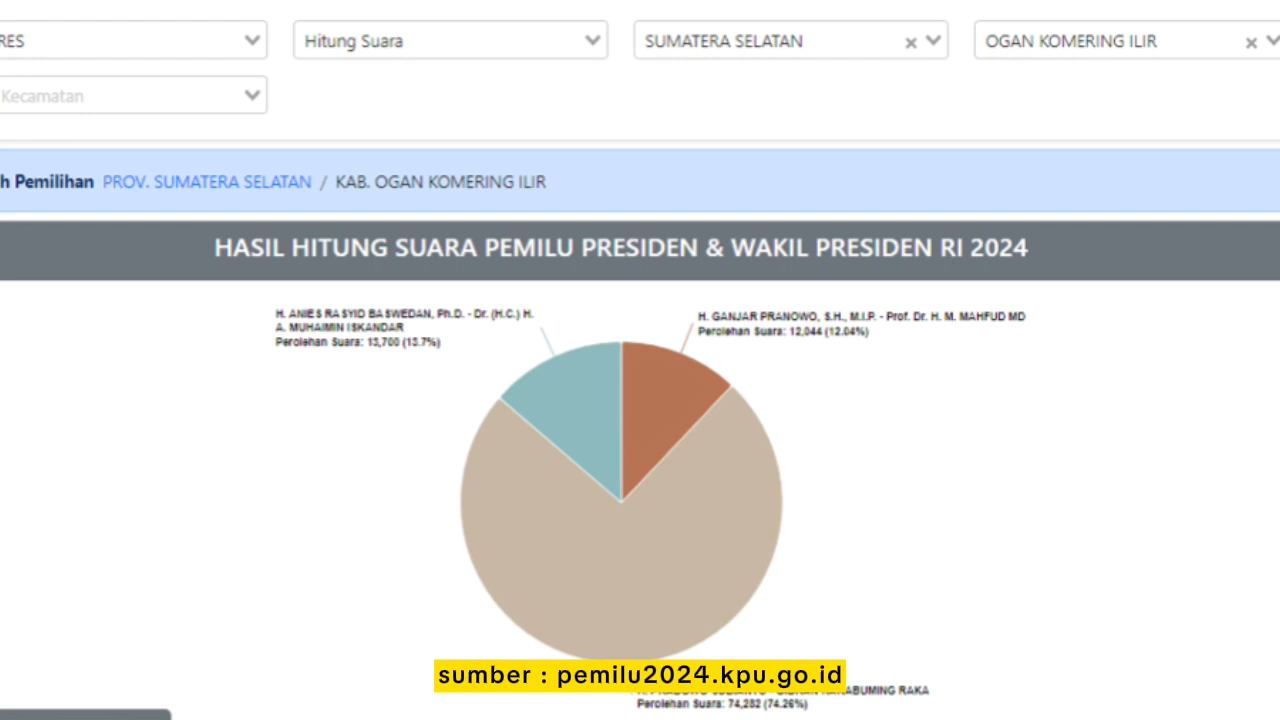 RES
Hitung Suara
SUMATERA SELATAN
OGAN KOMERING ILIR
Kecamatan
h Pemilihan PROV. SUMATERA SELATAN / KAB. OGAN KOMERING ILIR
HASIL HITUNG SUARA PEMILU PRESIDEN & WAKIL PRESIDEN RI 2024
H. ANIES RASYID BASWEDAN, Ph.D. - Dr. (H.C.) H.
A. MUHAIMIN ISKANDAR
Perolehan Suara: 13,700 (13.7%)
H. GANJAR PRANOWO, S.H., M.I.P. - Prof. Dr. H. M. MAHFUD MD
Perolehan Suara: 12,044 (12.04%)
sumber : pemilu2024.kpu.go.id
ABUMING RAKA
Perolehan Suara: 74,282 (74.26%)